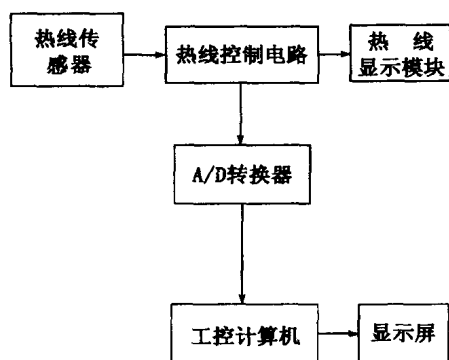 热线传
感器
热线控制电路
热 线
显示模块
A/D转换器
工控计算机
显示屏